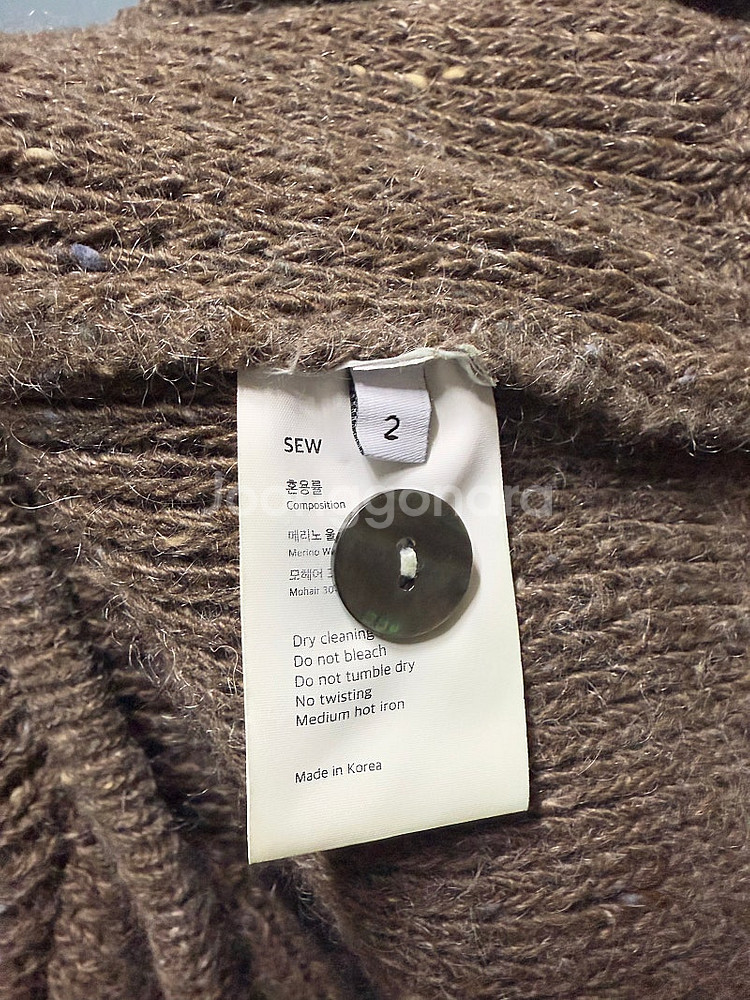 2
SEW
혼용률
Composition
메리노 울
Merino
모헤어
Mohair 30
Dry cleaning
Do not bleach
Do not tumble dry
No twisting
Medium hot iron
Made in Korea
Joonggonara